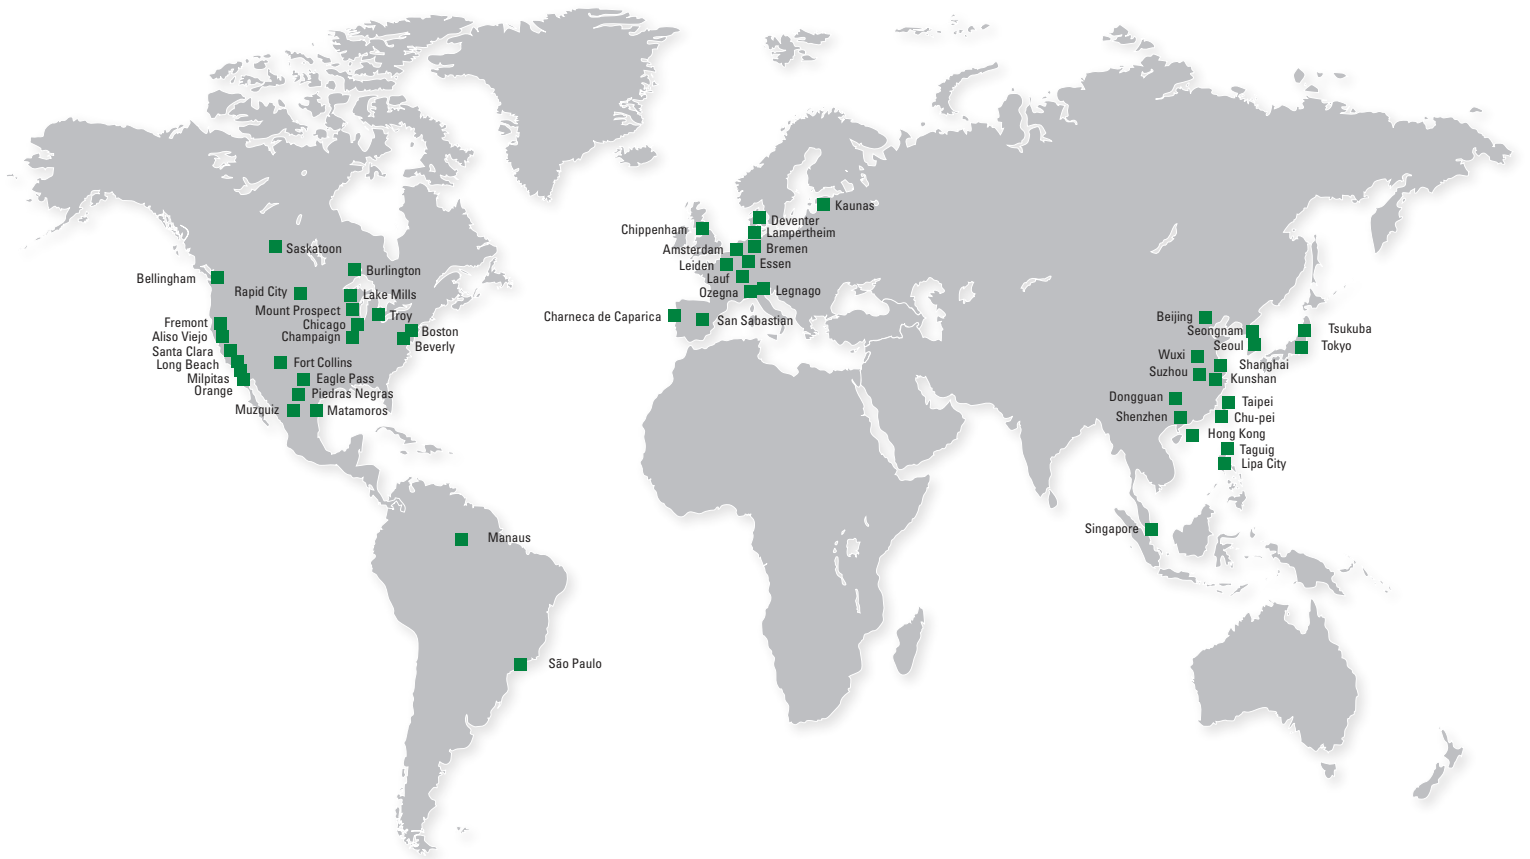 Saskatoon
Burlington
Bellingham
Rapid City
Lake Mills
Mount Prospect
Troy
Fremont
Chicago
Boston
Aliso Viejo
Champaign
Beverly
Santa Clara
Fort Collins
Long Beach
Milpitas
Eagle Pass
Orange
Piedras Negras
Muzquiz
Matamoros
Manaus
São Paulo
Kaunas
Deventer
Chippenham
Lampertheim
Amsterdam
Bremen
Leiden
Essen
Lauf
Ozegna
Legnago
Charneca de Caparica
San Sabastian
Beijing
Seongnam
Tsukuba
Seoul
Tokyo
Wuxi
Shanghai
Suzhou
Kunshan
Dongguan
Taipei
Shenzhen
Chu-pei
Hong Kong
Taguig
Lipa City
Singapore